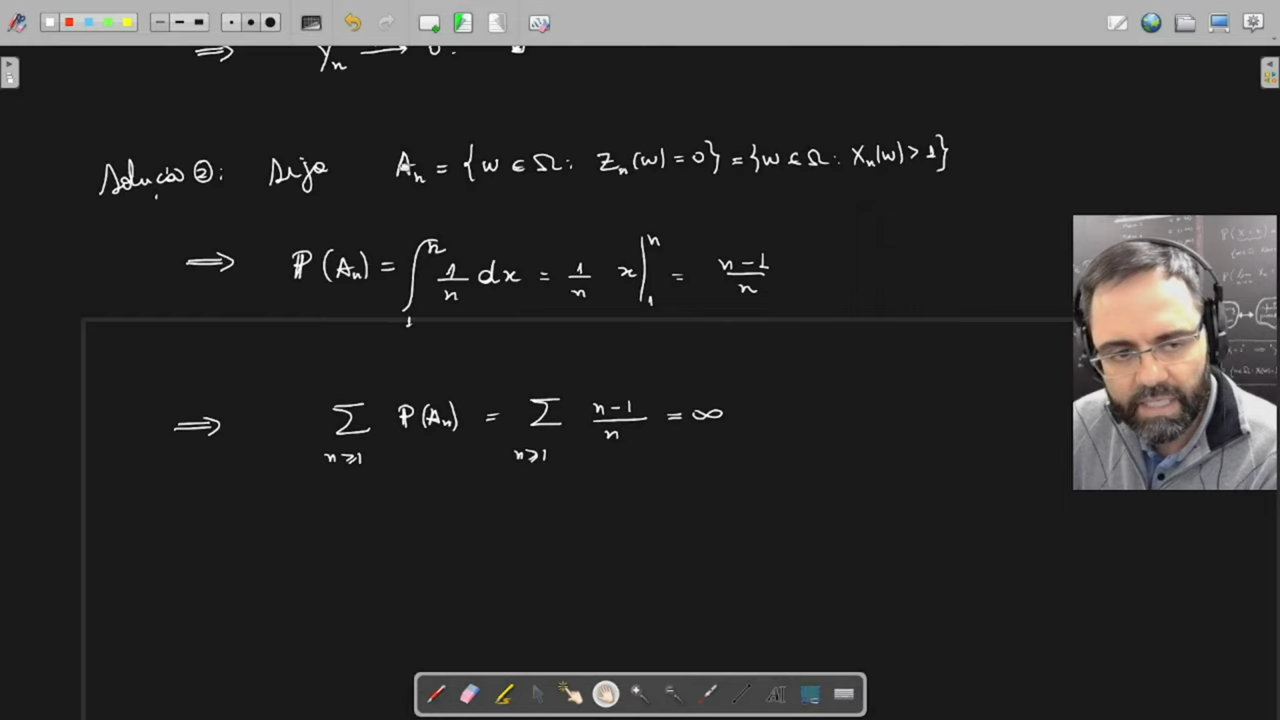 ⟹ Yₙ ⟶ 0.
Solução ②: Seja Aₙ = {w ∈ Ω: Zₙ(w) = 0} = {w ∈ Ω: Xₙ(w) > 1}
⟹ ℙ(Aₙ) = ∫₁ⁿ 1/n dx = 1/n x|₁ⁿ = n-1/n
⟹ ∑ₙ≥₁ ℙ(Aₙ) = ∑ₙ≥₁ n-1/n = ∞